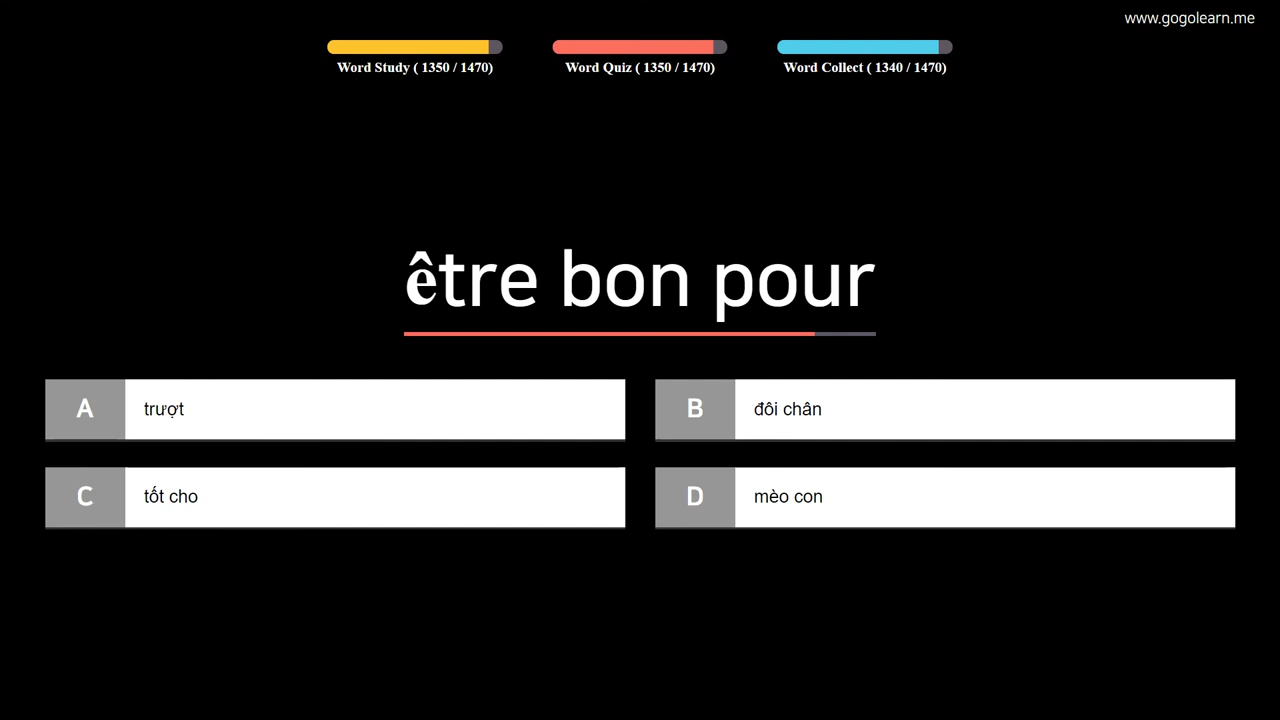 www.gogolearn.me
Word Study ( 1350 / 1470)
Word Quiz ( 1350 / 1470)
Word Collect ( 1340 / 1470)
être bon pour
A trượt
B đôi chân
C tốt cho
D mèo con